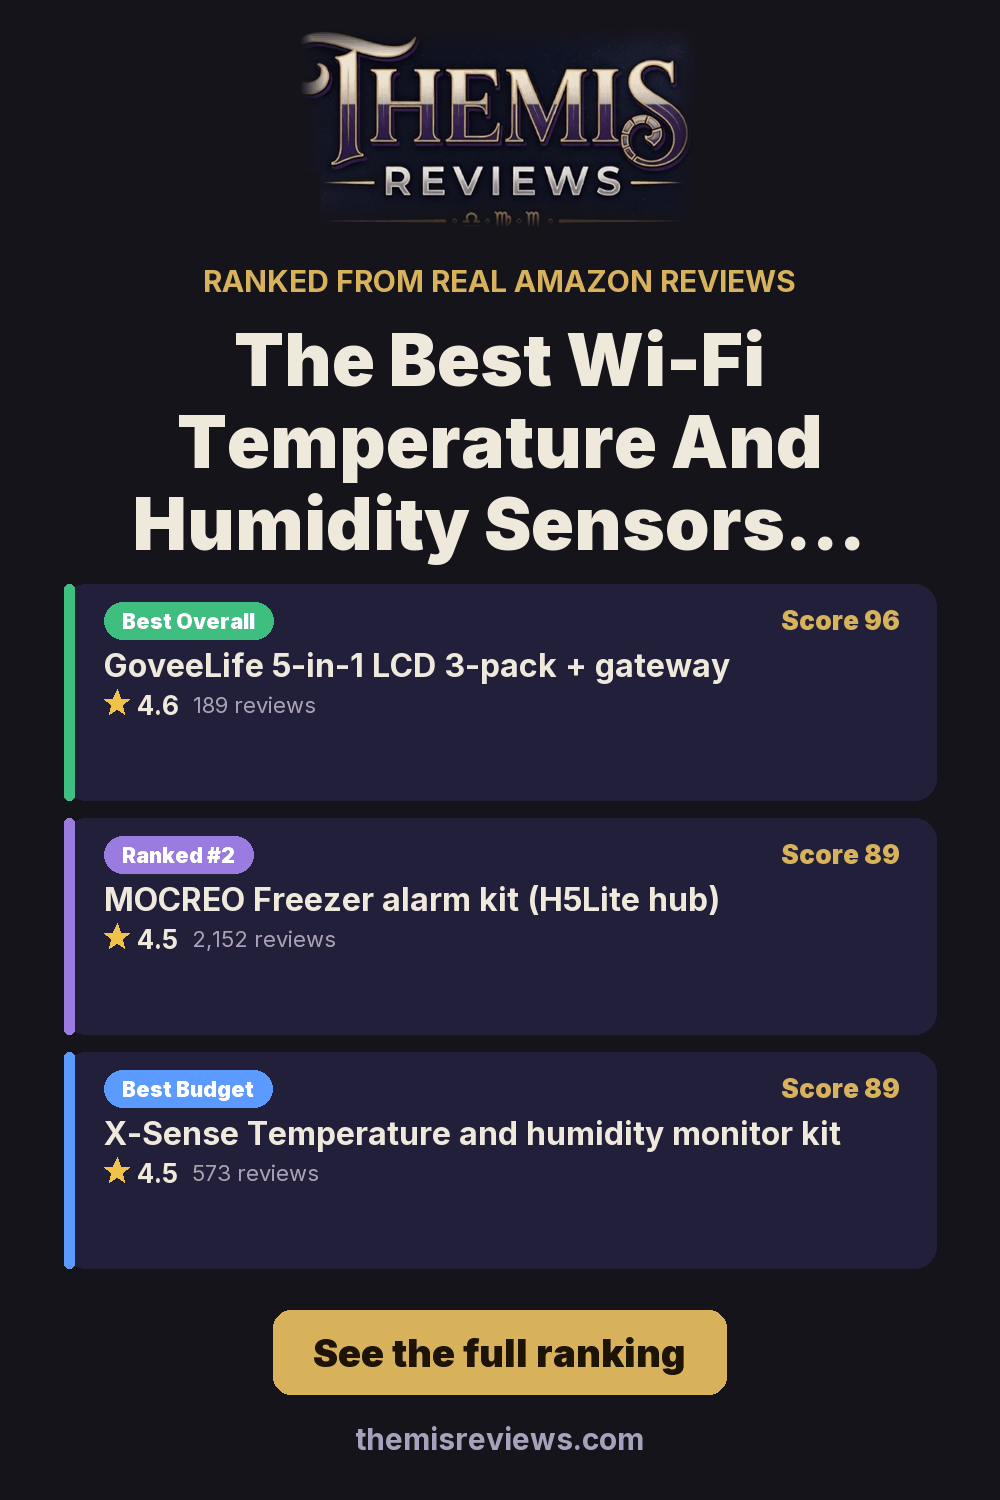 THEMIS
REVIEWS
♎ · ♍ · ♏
RANKED FROM REAL AMAZON REVIEWS
The Best Wi-Fi
Temperature And
Humidity Sensors...
Best Overall
Score 96
GoveeLife 5-in-1 LCD 3-pack + gateway
4.6 189 reviews
Ranked #2
Score 89
MOCREO Freezer alarm kit (H5Lite hub)
4.5 2,152 reviews
Best Budget
Score 89
X-Sense Temperature and humidity monitor kit
4.5 573 reviews
See the full ranking
themisreviews.com